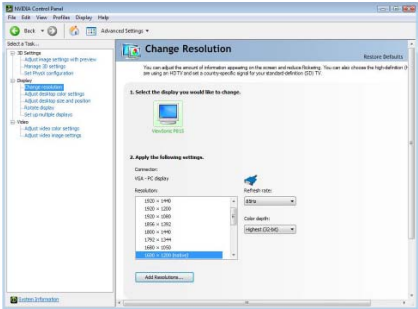 NVIDIA Control Panel
File Edit View Profiles Display Help
Back Advanced Settings
Select a Task...
3D Settings
Adjust image settings with preview
Manage 3D settings
Set PhysX configuration
Display
Change resolution
Adjust desktop color settings
Adjust desktop size and position
Rotate display
Set up multiple displays
Video
Adjust video color settings
Adjust video image settings
System Information
Change Resolution
Restore Defaults
You can adjust the amount of information appearing on the screen and reduce flickering. You can also choose the high-definition (H
are using an HDTV and set a country-specific signal for your standard definition (SD) TV.
1. Select the display you would like to change.
ViewSonic
2. Apply the following settings.
Connector:
VGA - PC display
Resolution:
1920 × 1440
1920 × 1200
1920 × 1080
1856 × 1392
1800 × 1440
1792 × 1344
1680 × 1050
1600 × 1200 (native)
Refresh rate:
Color depth:
Highest (32-bit)
Add Resolutions...